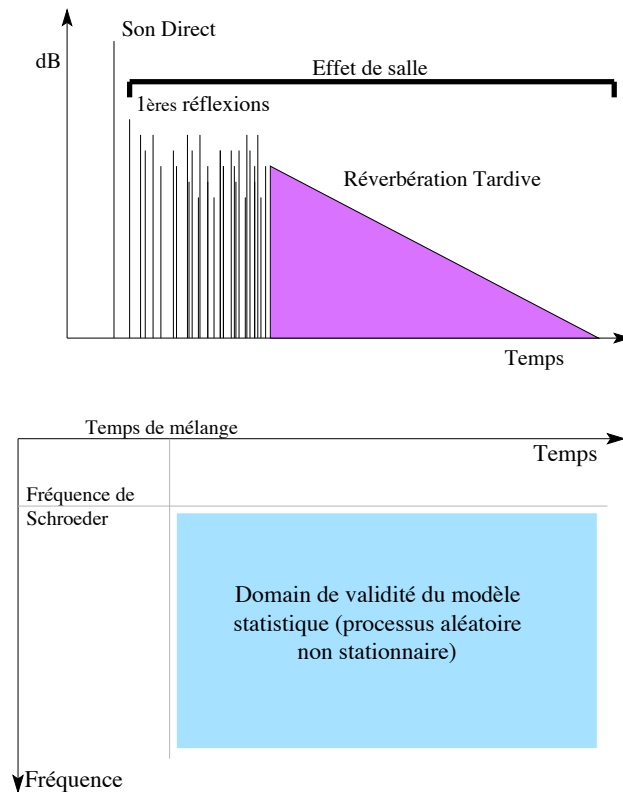 Son Direct
dB
Effet de salle
1ères réflexions
Réverbération Tardive
Temps
Temps de mélange
Temps
Fréquence de
Schroeder
Domain de validité du modèle
statistique (processus aléatoire
non stationnaire)
Fréquence